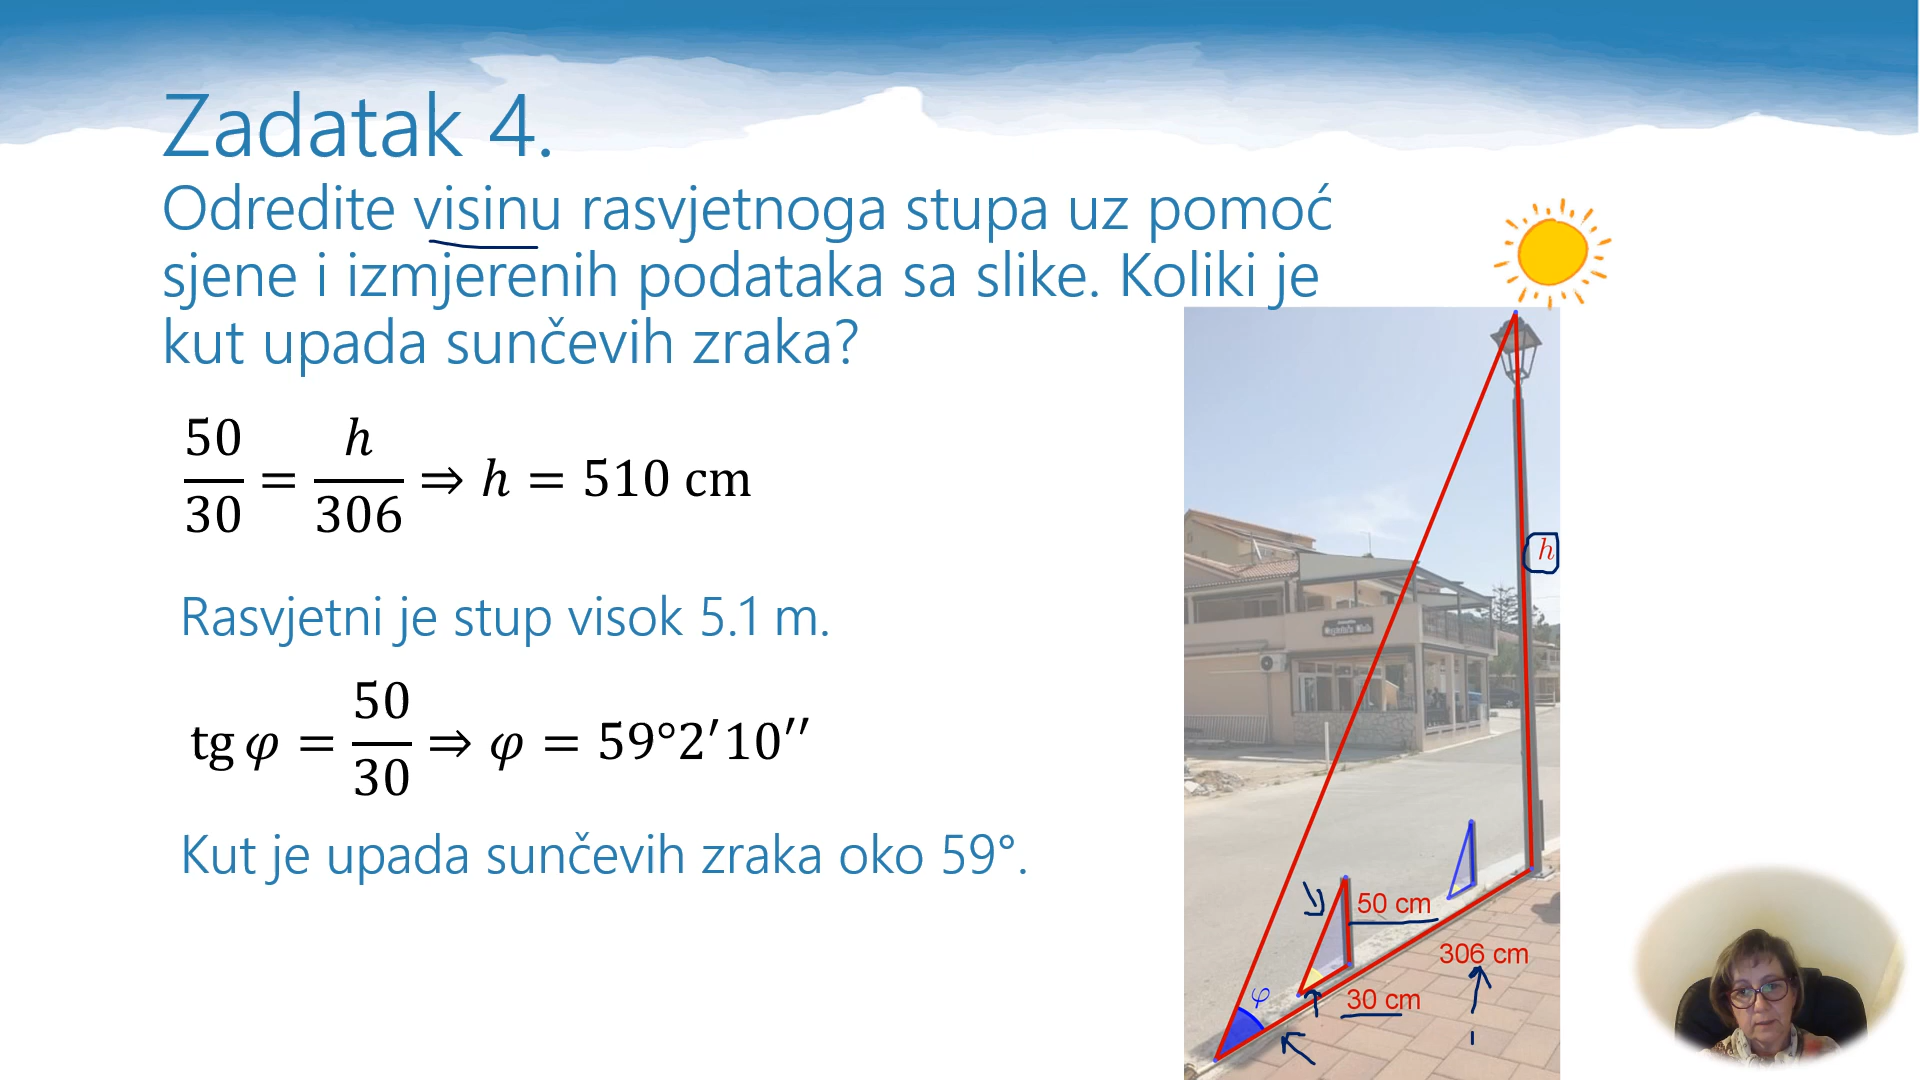 Zadatak 4.
Odredite visinu rasvjetnoga stupa uz pomoć
sjene i izmjerenih podataka sa slike. Koliki je
kut upada sunčevih zraka?
50/30 = h/306 ⇒ h = 510 cm
Rasvjetni je stup visok 5.1 m.
tg φ = 50/30 ⇒ φ = 59°2′10′′
Kut je upada sunčevih zraka oko 59°.
h
50 cm
306 cm
30 cm
φ